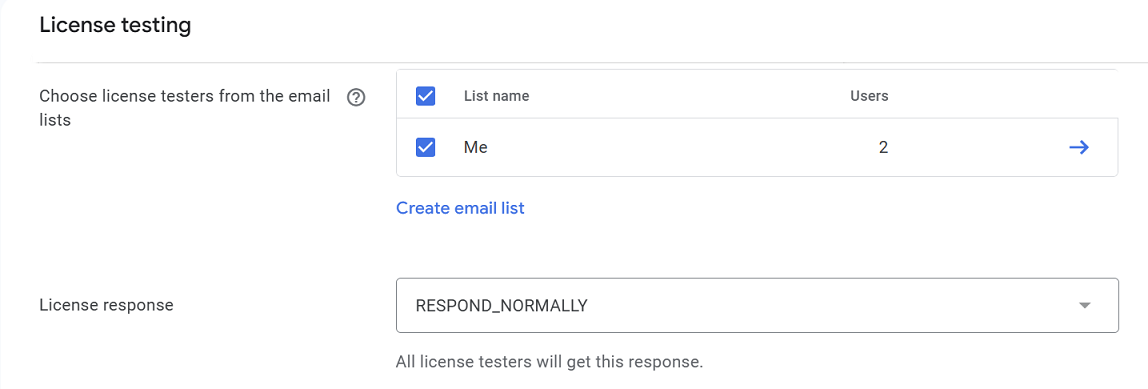 License testing
Choose license testers from the email
lists
List name Users
Me 2
Create email list
License response
RESPOND_NORMALLY
All license testers will get this response.